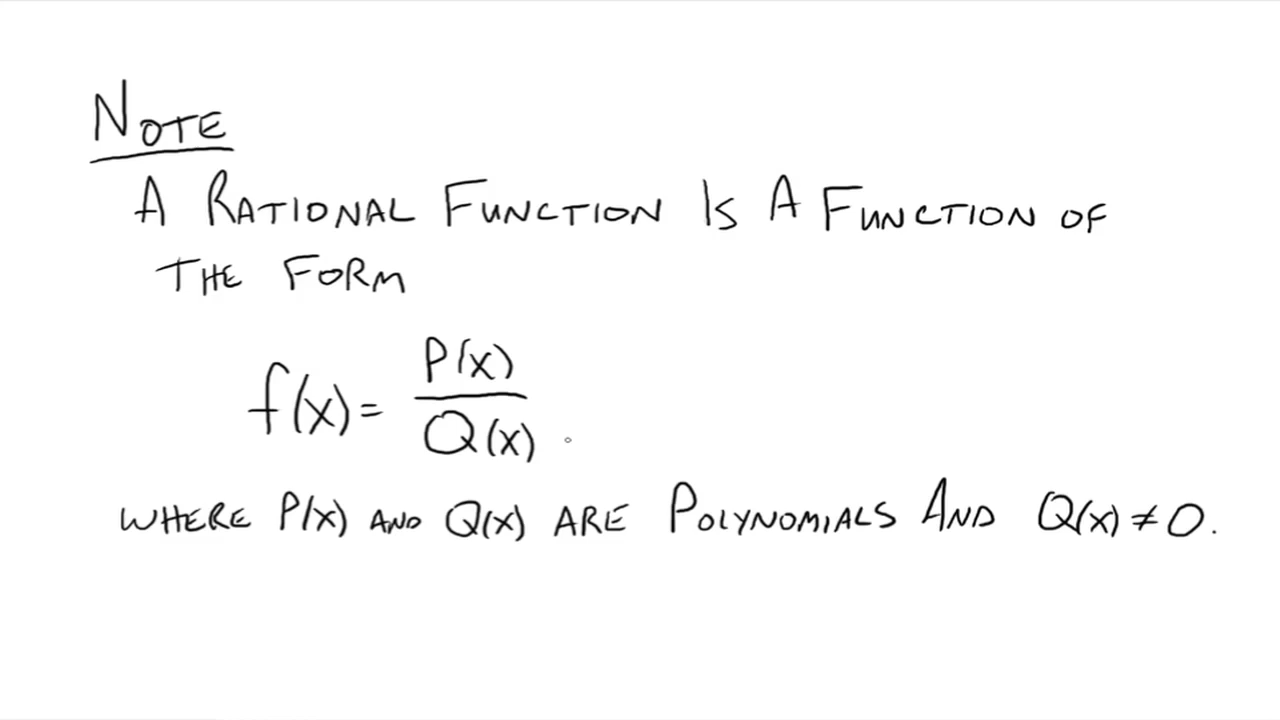 NOTE
A RATIONAL FUNCTION IS A FUNCTION OF
THE FORM
f(x) = P(x)/Q(x)
WHERE P(x) AND Q(x) ARE POLYNOMIALS AND Q(x) ≠ 0.